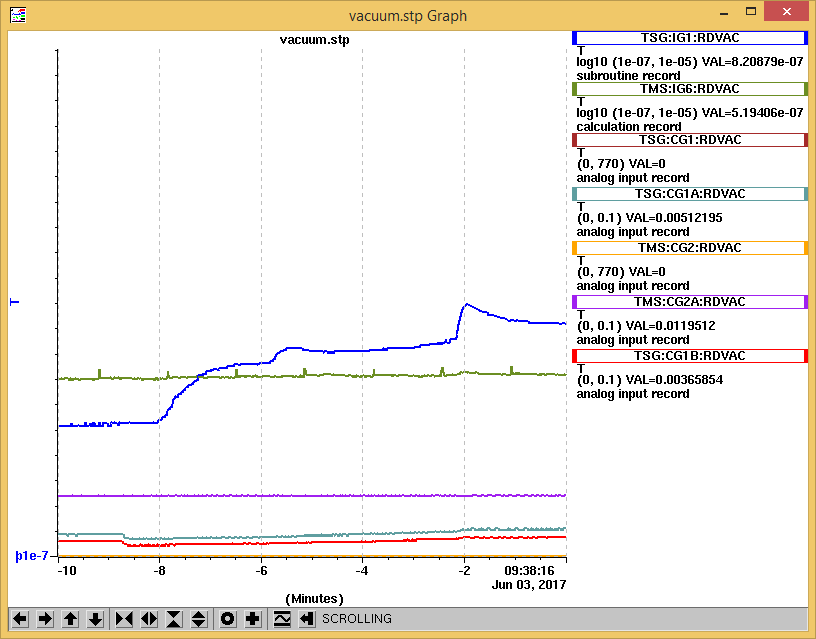 vacuum.stp Graph
vacuum.stp
T
1e-7
-10 -8 -6 -4 -2 09:38:16
Jun 03, 2017
(Minutes)
TSG:IG1:RDVAC
T
log10 (1e-07, 1e-05) VAL=8.20879e-07
subroutine record
TMS:IG6:RDVAC
T
log10 (1e-07, 1e-05) VAL=5.19406e-07
calculation record
TSG:CG1:RDVAC
T
(0, 770) VAL=0
analog input record
TSG:CG1A:RDVAC
T
(0, 0.1) VAL=0.00512195
analog input record
TMS:CG2:RDVAC
T
(0, 770) VAL=0
analog input record
TMS:CG2A:RDVAC
T
(0, 0.1) VAL=0.0119512
analog input record
TSG:CG1B:RDVAC
T
(0, 0.1) VAL=0.00365854
analog input record
SCROLLING